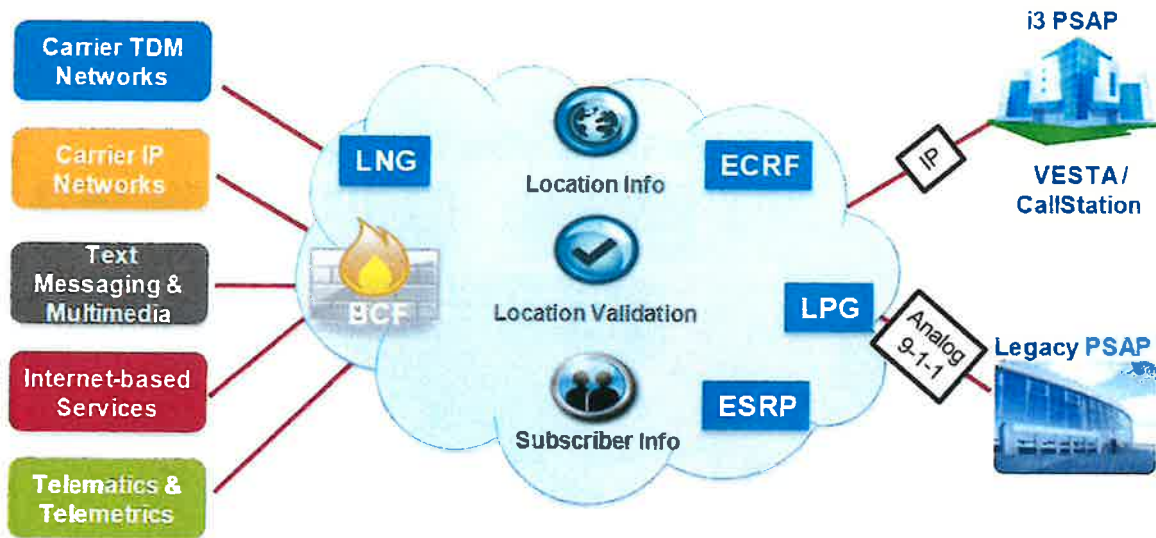 Carrier TDM
Networks
Carrier IP
Networks
Text
Messaging &
Multimedia
Internet-based
Services
Telematics &
Telemetrics
LNG
BCF
Location Info
Location Validation
Subscriber Info
ECRF
LPG
ESRP
IP
Analog
9-1-1
i3 PSAP
VESTA /
CallStation
Legacy PSAP